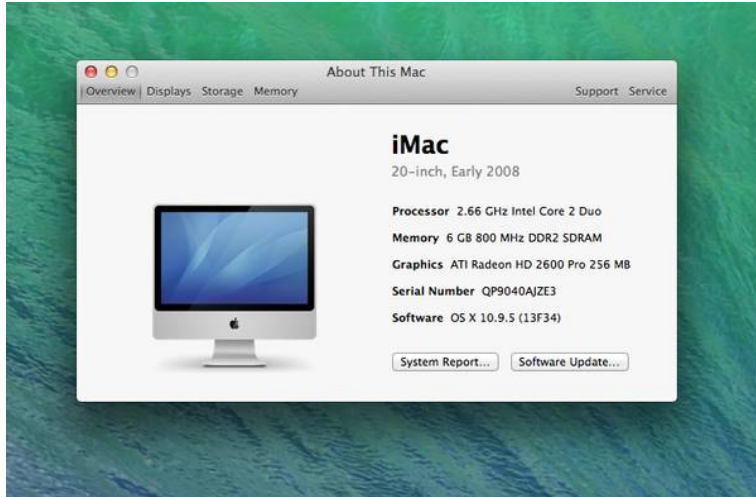 About This Mac
Overview Displays Storage Memory Support Service
iMac
20-inch, Early 2008
Processor 2.66 GHz Intel Core 2 Duo
Memory 6 GB 800 MHz DDR2 SDRAM
Graphics ATI Radeon HD 2600 Pro 256 MB
Serial Number QP9040AJZE3
Software OS X 10.9.5 (13F34)
System Report... Software Update...